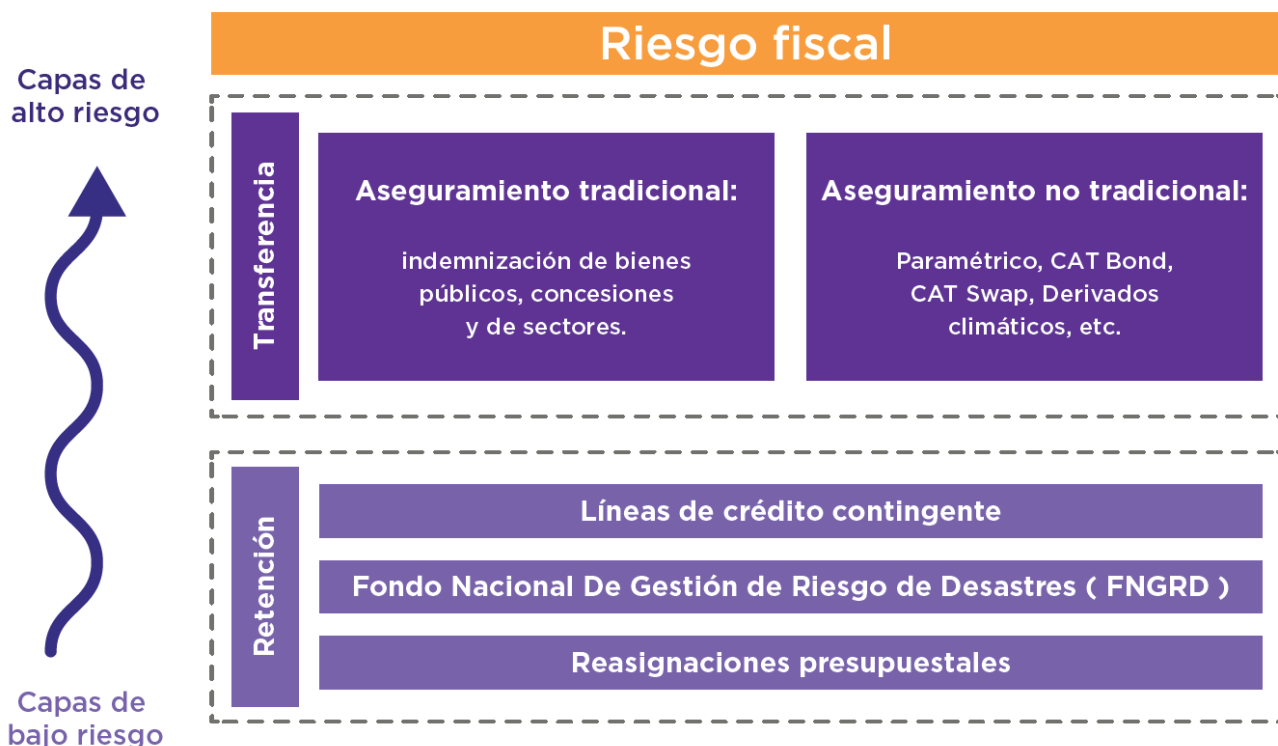 Riesgo fiscal
Capas de
alto riesgo
Transferencia
Aseguramiento tradicional:
indemnización de bienes
públicos, concesiones
y de sectores.
Aseguramiento no tradicional:
Paramétrico, CAT Bond,
CAT Swap, Derivados
climáticos, etc.
Retención
Líneas de crédito contingente
Fondo Nacional De Gestión de Riesgo de Desastres ( FNGRD )
Reasignaciones presupuestales
Capas de
bajo riesgo